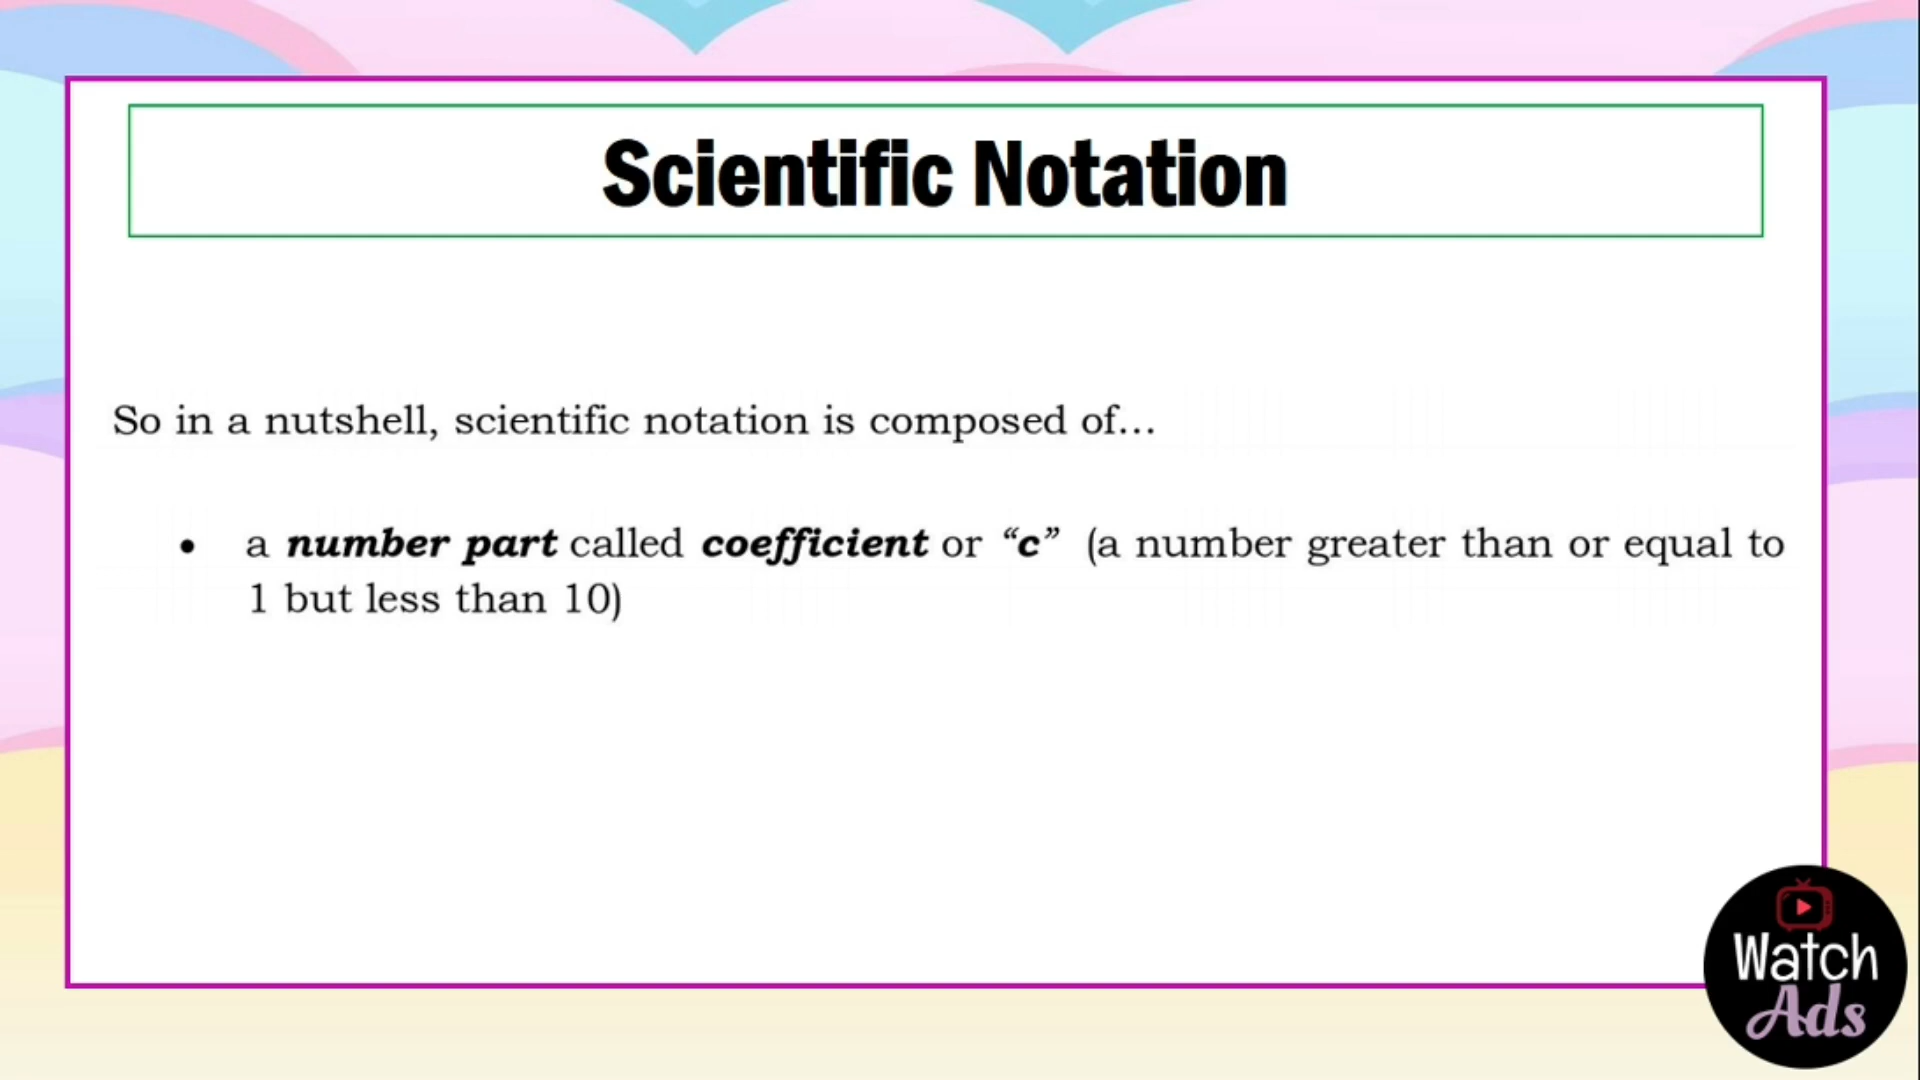 Scientific Notation
So in a nutshell, scientific notation is composed of...
• a number part called coefficient or “c” (a number greater than or equal to
1 but less than 10)
Watch
Ads